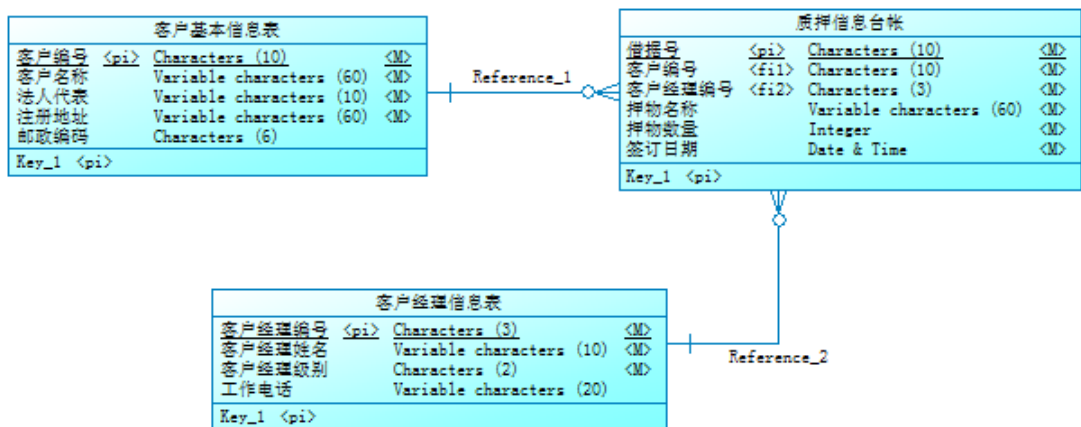 客户基本信息表
客户编号 <pi> Characters (10) <M>
客户名称 Variable characters (60) <M>
法人代表 Variable characters (10) <M>
注册地址 Variable characters (60) <M>
邮政编码 Characters (6)
Key_1 <pi>
Reference_1
质押信息台帐
借据号 <pi> Characters (10) <M>
客户编号 <fi1> Characters (10) <M>
客户经理编号 <fi2> Characters (3) <M>
押物名称 Variable characters (60) <M>
押物数量 Integer <M>
签订日期 Date & Time <M>
Key_1 <pi>
客户经理信息表
客户经理编号 <pi> Characters (3) <M>
客户经理姓名 Variable characters (10) <M>
客户经理级别 Characters (2) <M>
工作电话 Variable characters (20)
Key_1 <pi>
Reference_2